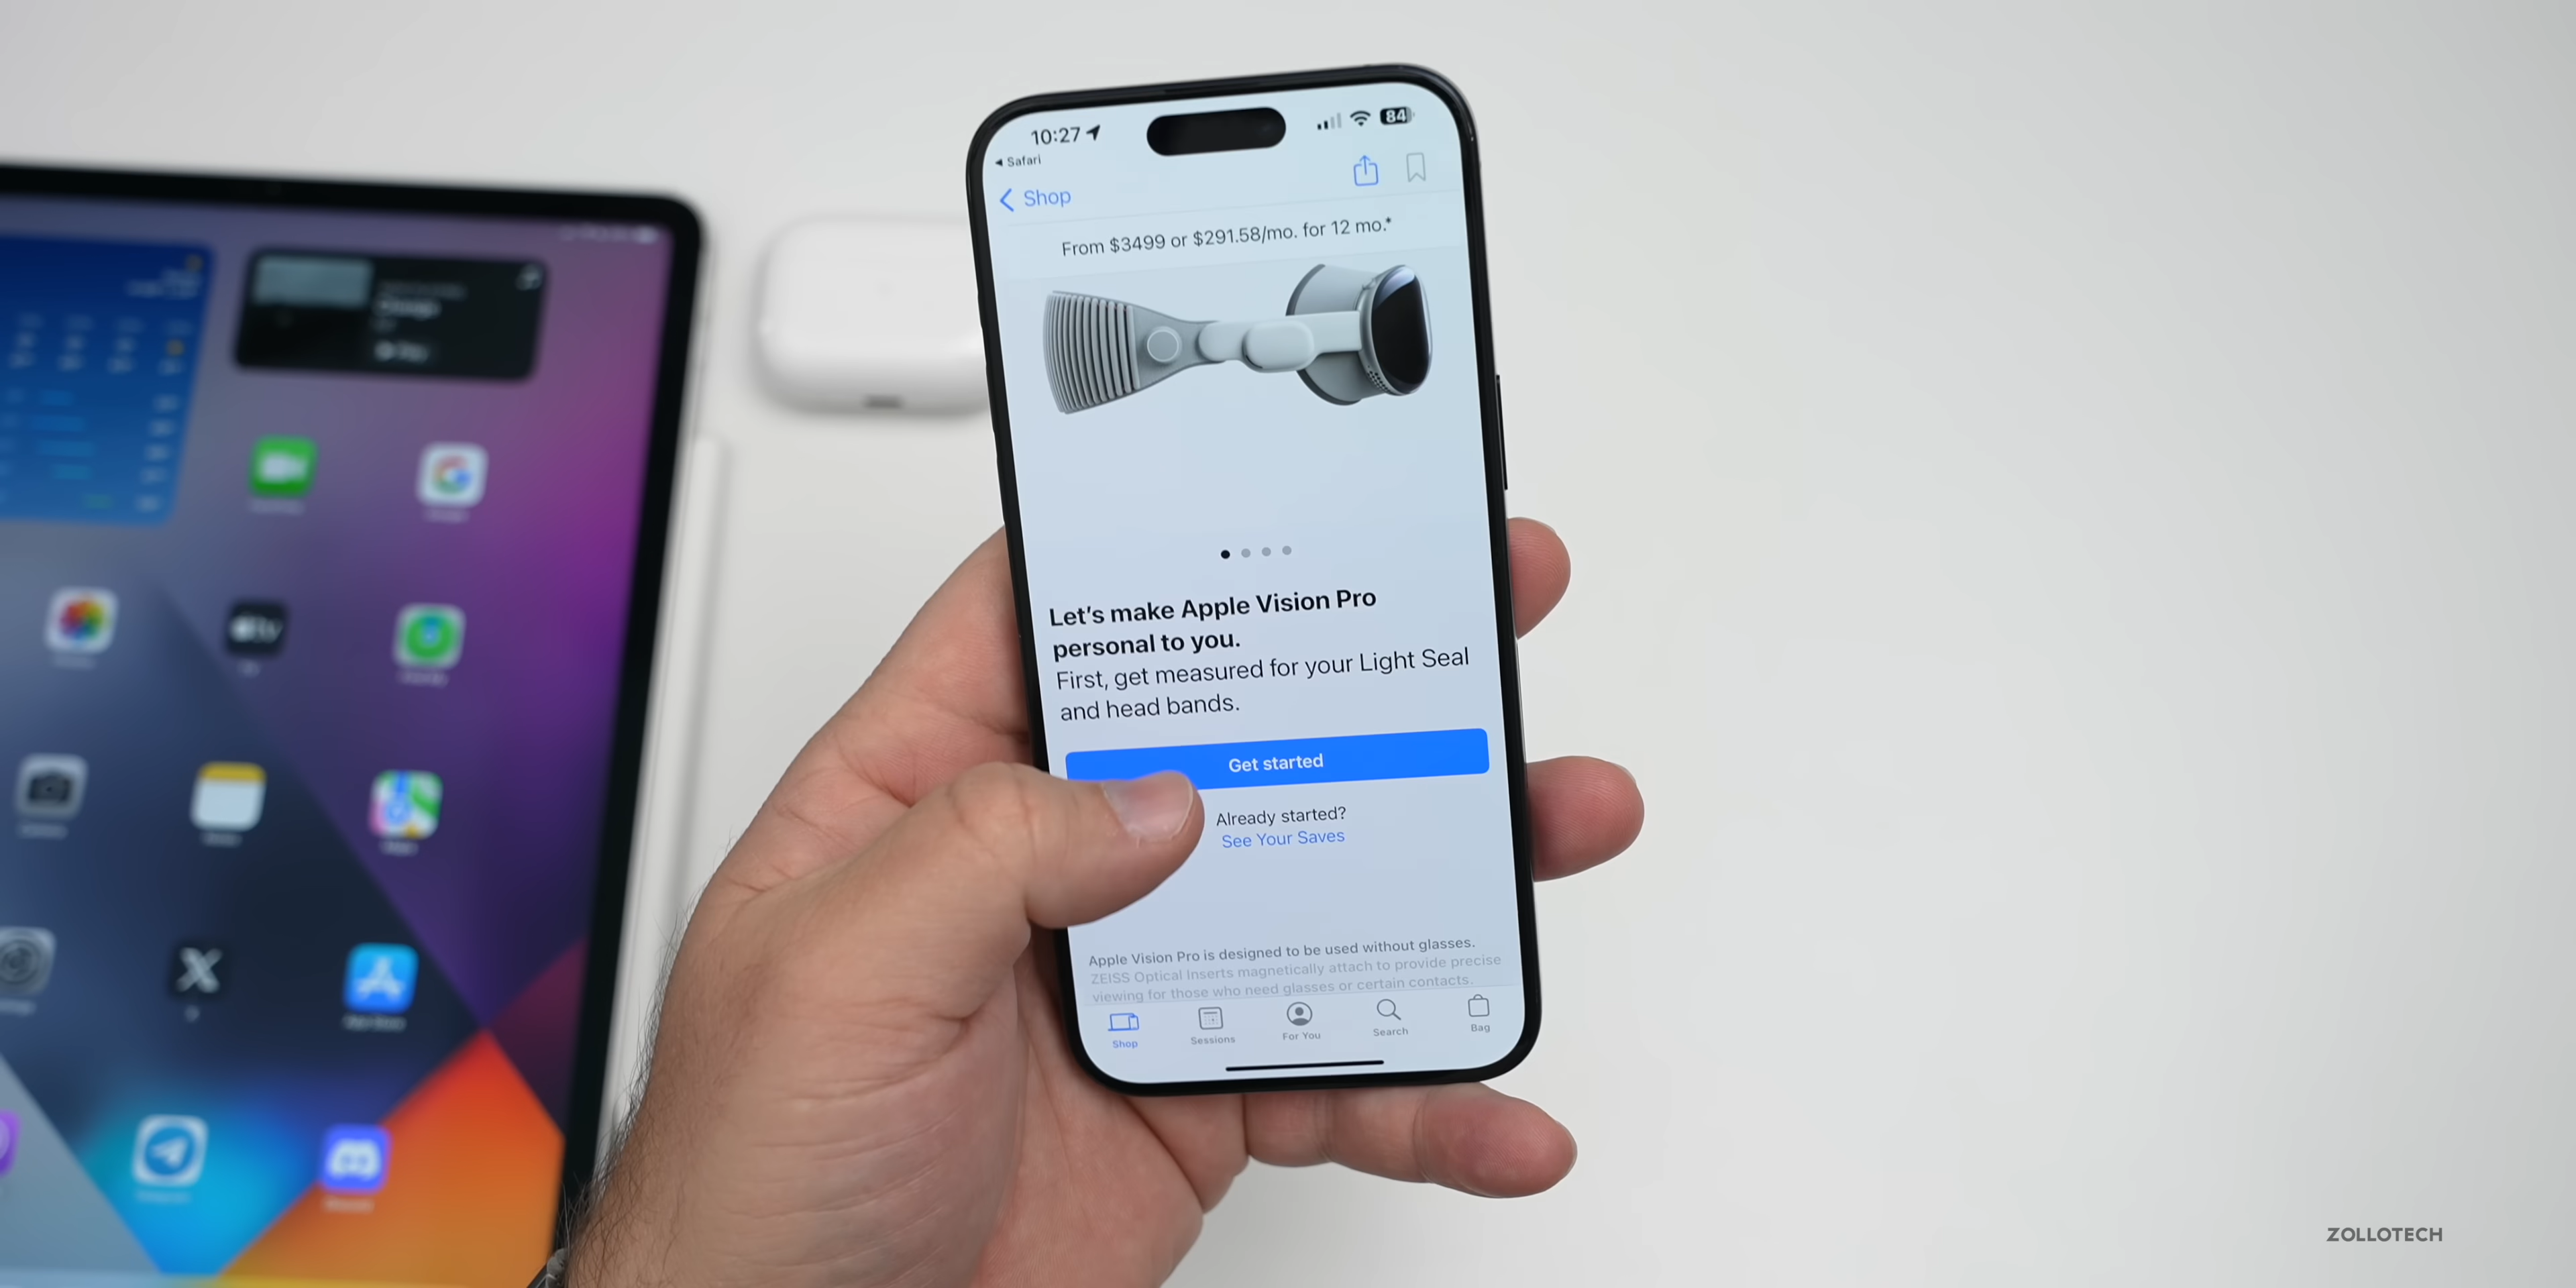 10:27
84
Safari
Shop
From $3499 or $291.58/mo. for 12 mo.*
Let's make Apple Vision Pro
personal to you.
First, get measured for your Light Seal
and head bands.
Get started
Already started?
See Your Saves
Apple Vision Pro is designed to be used without glasses.
ZEISS Optical Inserts magnetically attach to provide precise
viewing for those who need glasses or certain contacts.
Shop
Sessions
For You
Search
Bag
tv
ZOLLOTECH